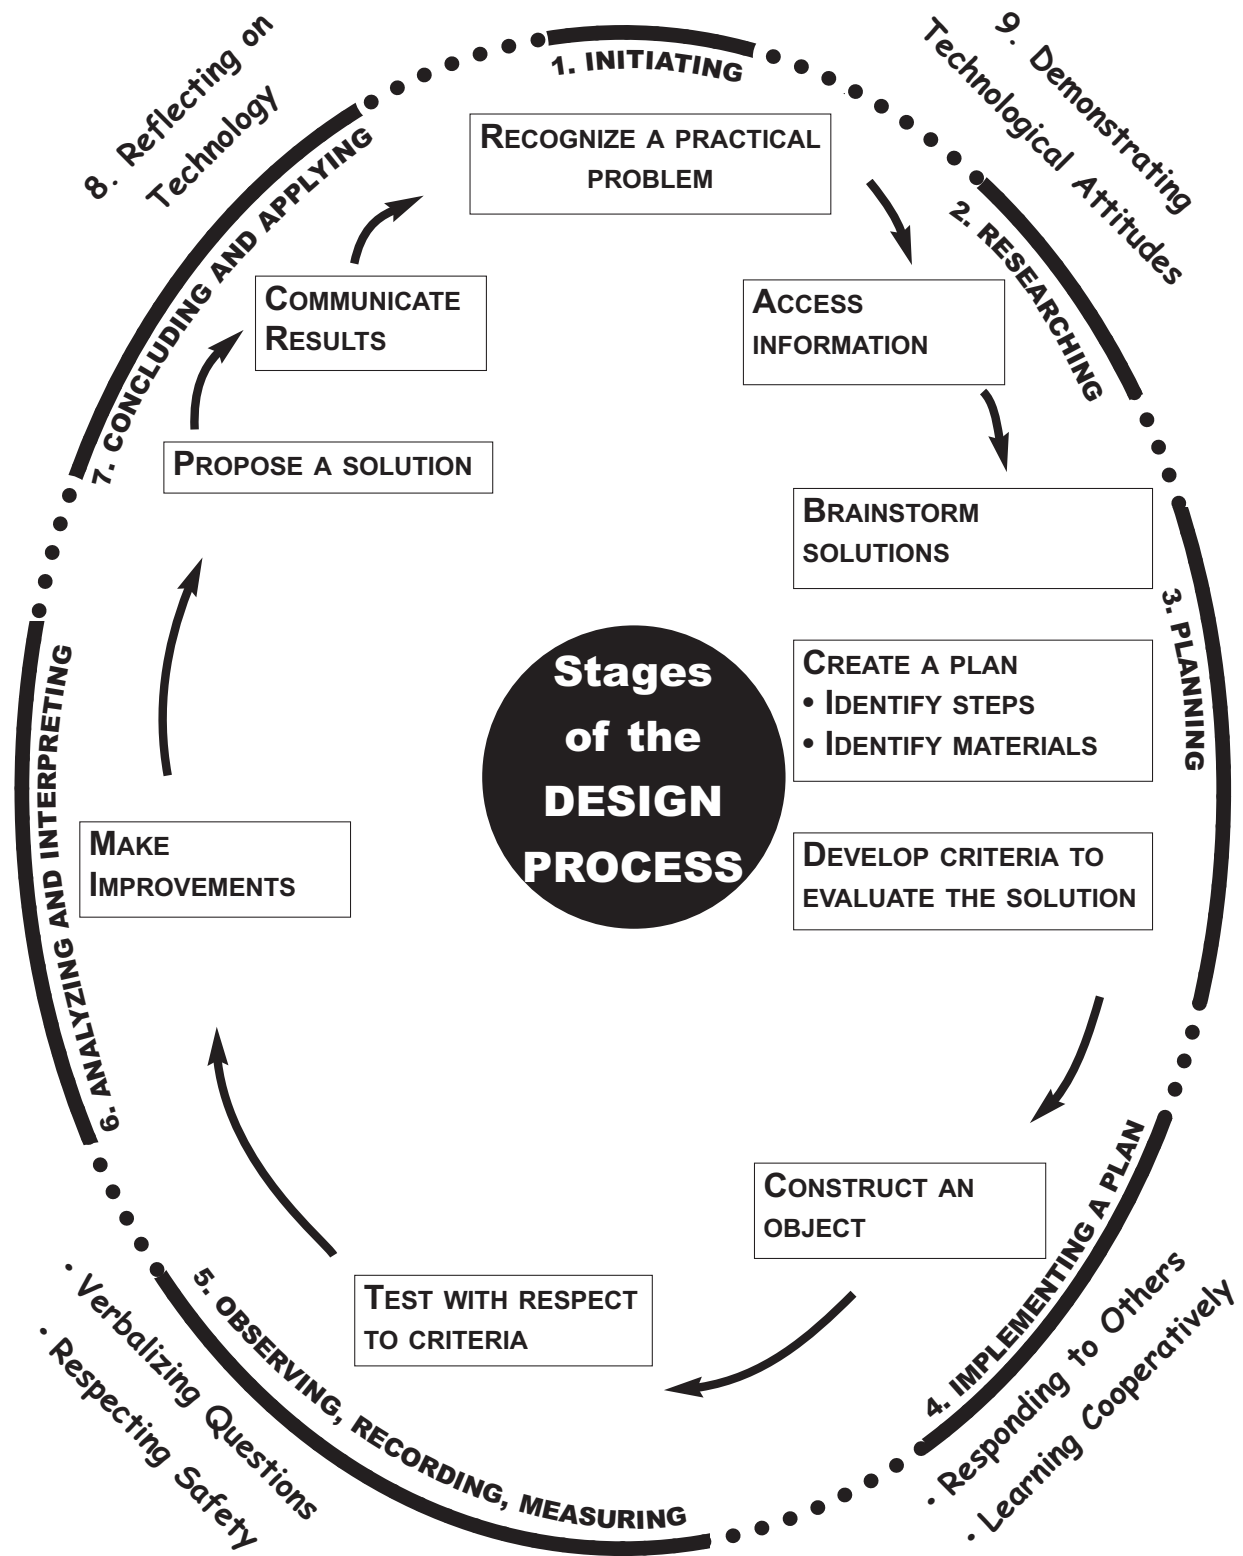 8. Reflecting on
Technology
9. Demonstrating
Technological Attitudes
1. INITIATING
RECOGNIZE A PRACTICAL
PROBLEM
2. RESEARCHING
ACCESS
INFORMATION
BRAINSTORM
SOLUTIONS
3. PLANNING
CREATE A PLAN
• IDENTIFY STEPS
• IDENTIFY MATERIALS
DEVELOP CRITERIA TO
EVALUATE THE SOLUTION
4. IMPLEMENTING A PLAN
CONSTRUCT AN
OBJECT
• Responding to Others
• Learning Cooperatively
5. OBSERVING, RECORDING, MEASURING
TEST WITH RESPECT
TO CRITERIA
• Verbalizing Questions
• Respecting Safety
6. ANALYZING AND INTERPRETING
MAKE
IMPROVEMENTS
7. CONCLUDING AND APPLYING
PROPOSE A SOLUTION
COMMUNICATE
RESULTS
Stages
of the
DESIGN
PROCESS